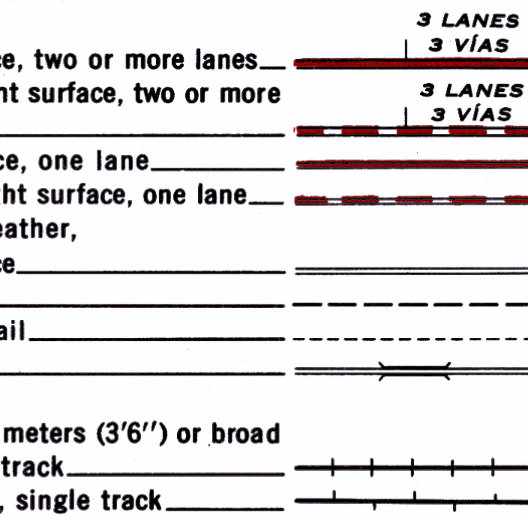 3 LANES
ce, two or more lanes
3 VÍAS
ht surface, two or more
3 LANES
3 VÍAS
ce, one lane
ght surface, one lane
eather,
ce
ail
meters (3'6") or broad
track
, single track